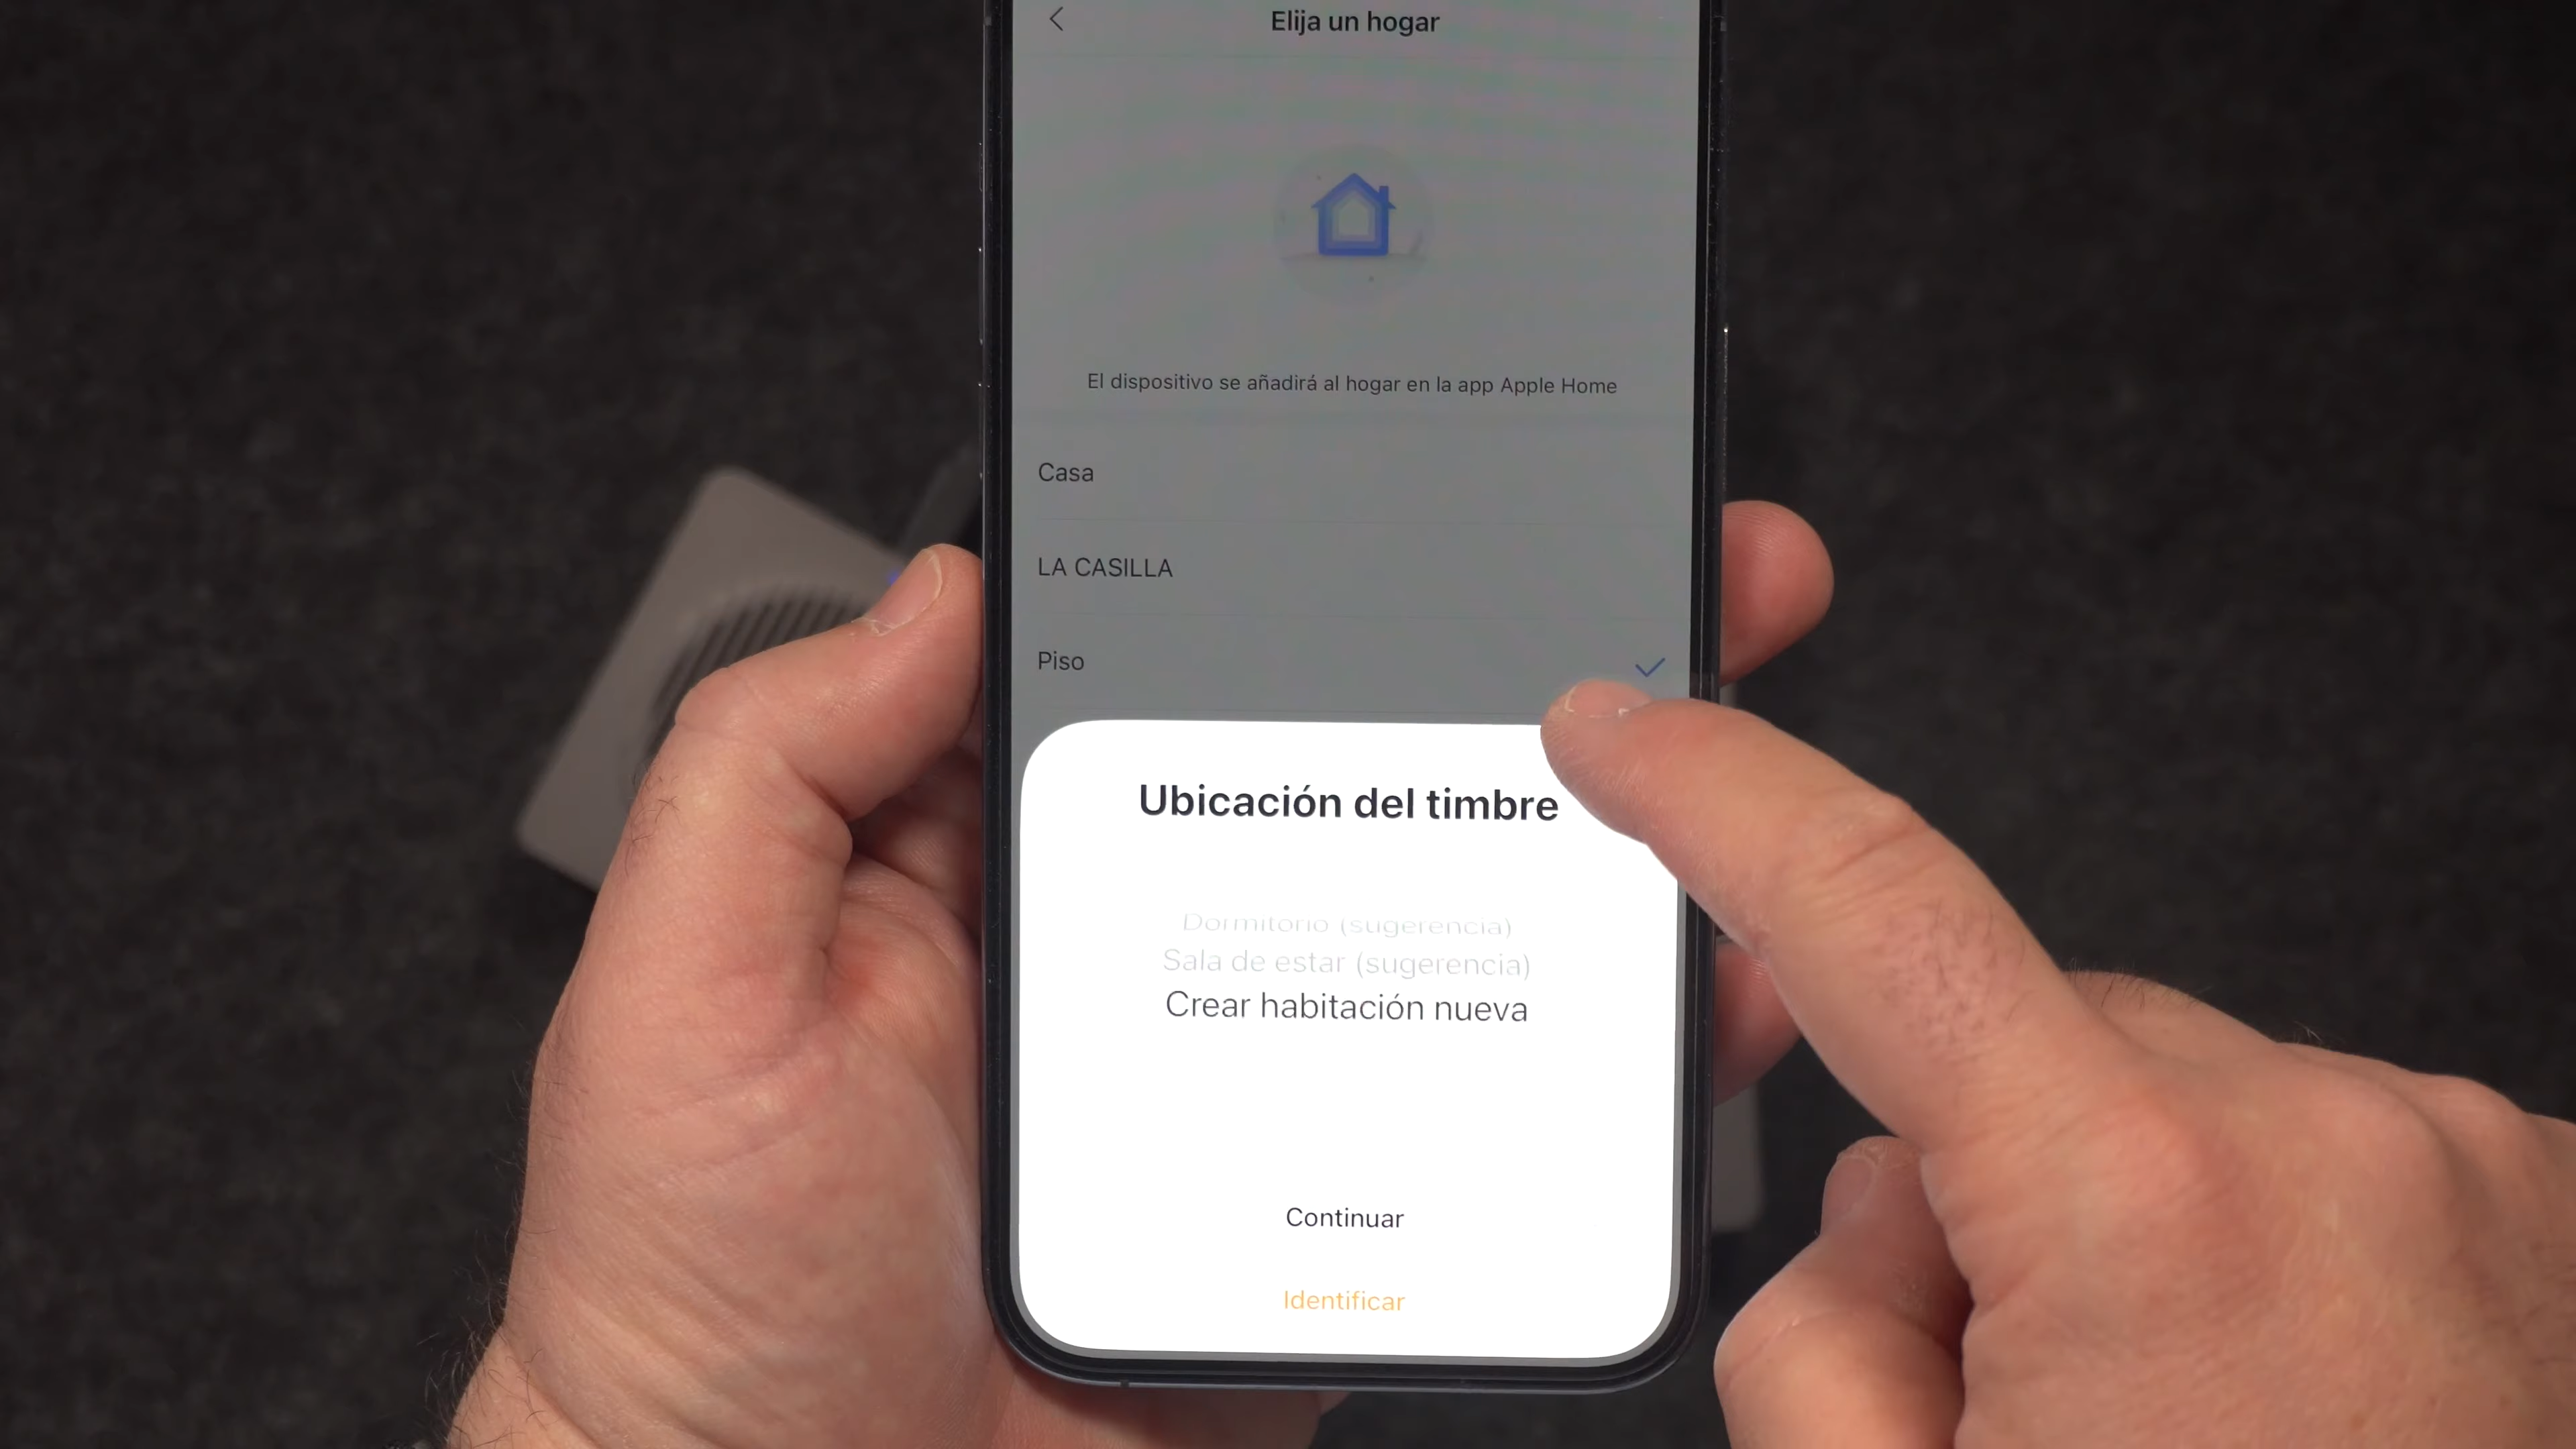 Elija un hogar
El dispositivo se añadirá al hogar en la app Apple Home
Casa
LA CASILLA
Piso
Ubicación del timbre
Dormitorio (sugerencia)
Sala de estar (sugerencia)
Crear habitación nueva
Continuar
Identificar